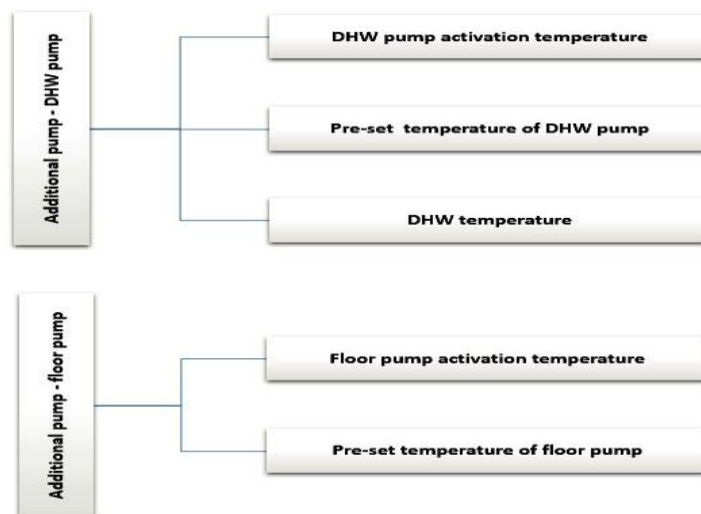 Additional pump - DHW pump
DHW pump activation temperature
Pre-set temperature of DHW pump
DHW temperature
Additional pump - floor pump
Floor pump activation temperature
Pre-set temperature of floor pump